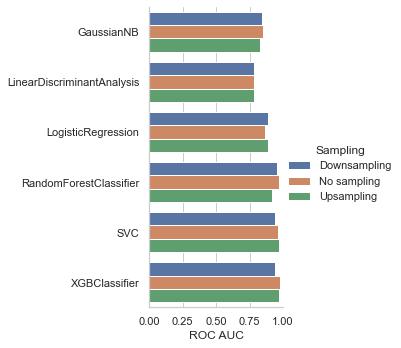 GaussianNB
LinearDiscriminantAnalysis
LogisticRegression
RandomForestClassifier
SVC
XGBClassifier
0.00 0.25 0.50 0.75 1.00
ROC AUC
Sampling
Downsampling
No sampling
Upsampling